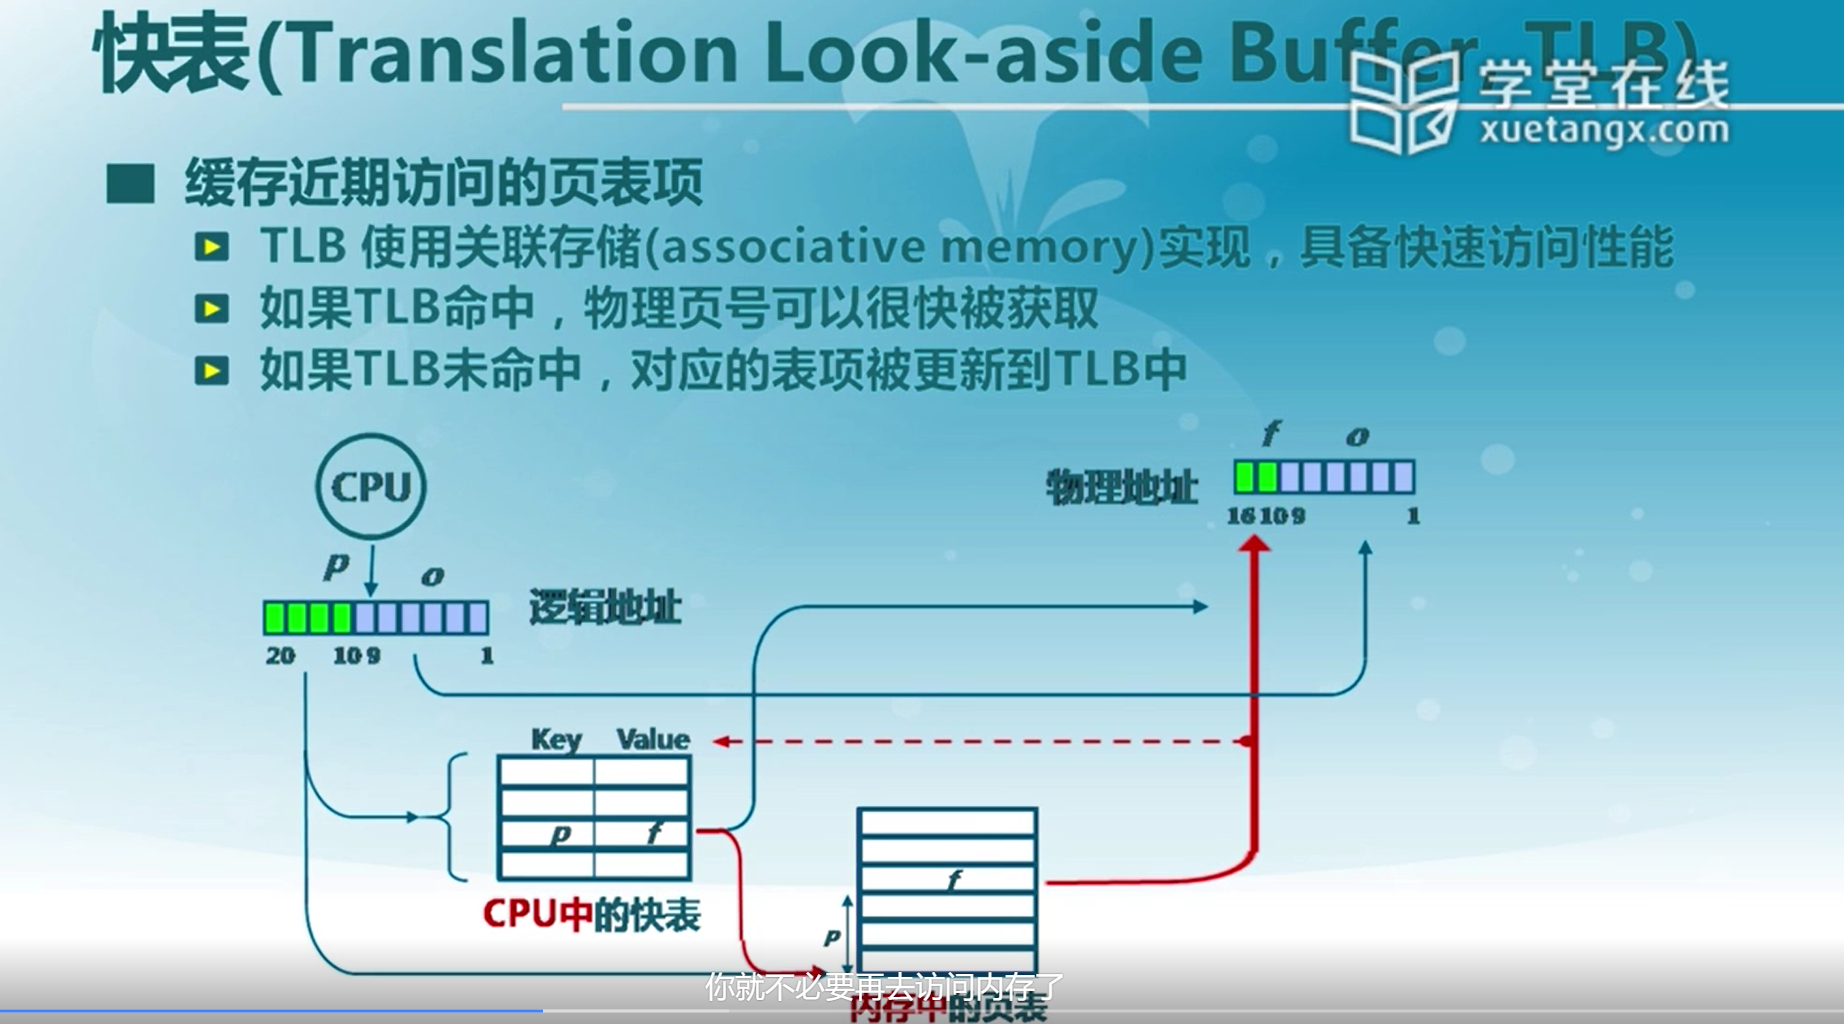 快表(Translation Look-aside Buffer, TLB)
学堂在线
xuetangx.com
缓存近期访问的页表项
TLB 使用关联存储(associative memory)实现，具备快速访问性能
如果TLB命中，物理页号可以很快被获取
如果TLB未命中，对应的表项被更新到TLB中
CPU
p o
逻辑地址
20 10 9 1
f o
物理地址
16 10 9 1
Key Value
p f
CPU中的快表
f
p
你就不必要再去访问内存了
内存中的页表